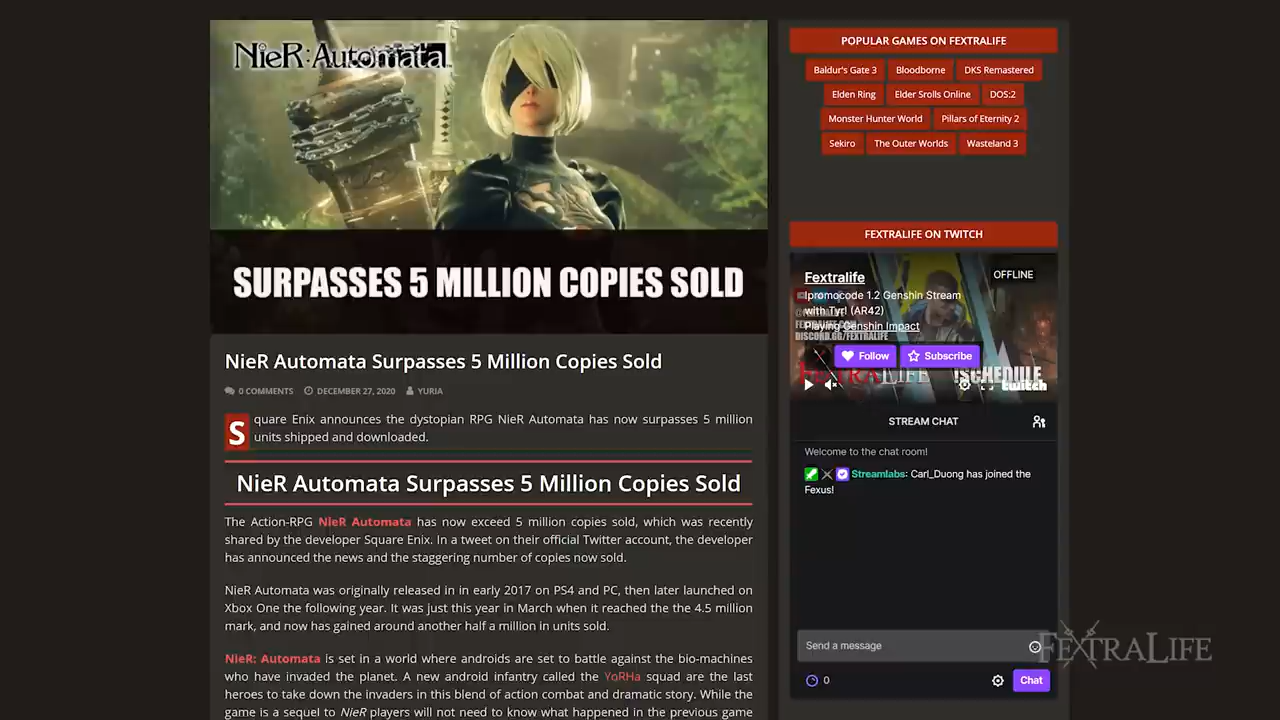 NieR:Automata
SURPASSES 5 MILLION COPIES SOLD
NieR Automata Surpasses 5 Million Copies Sold
0 COMMENTS DECEMBER 27, 2020 YURIA
Square Enix announces the dystopian RPG NieR Automata has now surpasses 5 million
units shipped and downloaded.
NieR Automata Surpasses 5 Million Copies Sold
The Action-RPG NieR Automata has now exceed 5 million copies sold, which was recently
shared by the developer Square Enix. In a tweet on their official Twitter account, the developer
has announced the news and the staggering number of copies now sold.
NieR Automata was originally released in in early 2017 on PS4 and PC, then later launched on
Xbox One the following year. It was just this year in March when it reached the the 4.5 million
mark, and now has gained around another half a million in units sold.
NieR: Automata is set in a world where androids are set to battle against the bio-machines
who have invaded the planet. A new android infantry called the YoRHa squad are the last
heroes to take down the invaders in this blend of action combat and dramatic story. While the
game is a sequel to NieR players will not need to know what happened in the previous game
POPULAR GAMES ON FEXTRALIFE
Baldur's Gate 3 Bloodborne DKS Remastered
Elden Ring Elder Srolls Online DOS:2
Monster Hunter World Pillars of Eternity 2
Sekiro The Outer Worlds Wasteland 3
FEXTRALIFE ON TWITCH
Fextralife OFFLINE
!promocode 1.2 Genshin Stream
with Tyrl (AR42)
Playing Genshin Impact
DISCORD.GG/FEXTRALIFE
Follow Subscribe
FEXTRALIFE !SCHEDULE
twitch
STREAM CHAT
Welcome to the chat room!
Streamlabs: Carl_Duong has joined the
Fexus!
Send a message
0 Chat
FEXTRALIFE